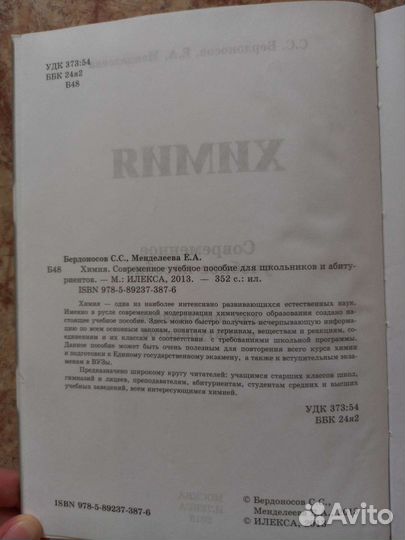 УДК 373:54
ББК 24я2
Б48
Бердоносов С.С., Менделеева Е.А.
Б48 Химия. Современное учебное пособие для школьников и абиту-
риентов. — М.: ИЛЕКСА, 2013. — 352 с.: ил.
ISBN 978-5-89237-387-6
Химия — одна из наиболее интенсивно развивающихся естественных наук.
Именно в русле современной модернизации химического образования создано
настоящее учебное пособие. Здесь можно быстро получить исчерпывающую информа-
цию по всем основным законам, понятиям и терминам, веществам и реакциям, со-
единениям и их классам в соответствии с требованиями школьной программы.
Данное пособие может быть очень полезным для повторения всего курса химии
и подготовки к Единому государственному экзамену, а также к вступительным экза-
менам в ВУЗы.
Предназначено широкому кругу читателей: учащимся старших классов школ,
гимназий и лицеев, преподавателям, абитуриентам, студентам средних и высших
учебных заведений, всем интересующимся химией.
УДК 373:54
ББК 24я2
ISBN 978-5-89237-387-6
© Бердоносов С.С.,
Менделеева Е.А., 2013
© ИЛЕКСА, 2013
Avito